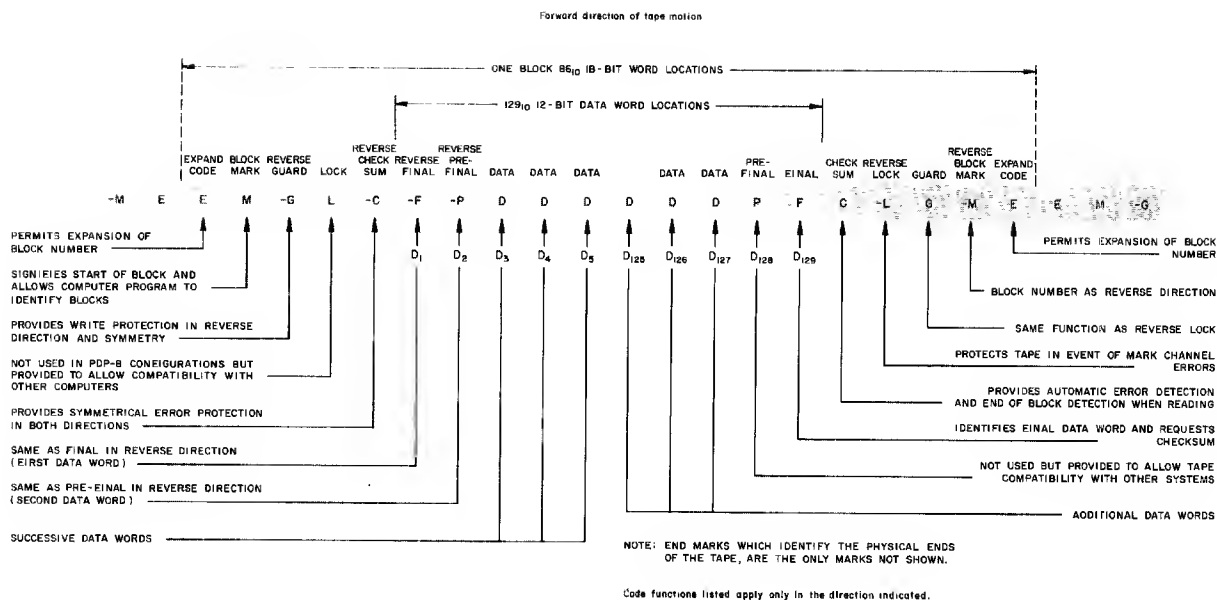 Forward direction of tape motion
ONE BLOCK 86₁₀ 18-BIT WORD LOCATIONS
129₁₀ 12-BIT DATA WORD LOCATIONS
EXPAND CODE
BLOCK MARK
REVERSE GUARD
LOCK
REVERSE CHECK SUM
REVERSE FINAL
REVERSE PRE-FINAL
DATA
DATA
DATA
DATA
DATA
PRE-FINAL
FINAL
CHECK SUM
REVERSE LOCK
GUARD
REVERSE BLOCK MARK
EXPAND CODE
-M E E M -G L -C -F -P D D D D D D P -F C -L G -M E E M -G
D₁ D₂ D₃ D₄ D₅ D₁₂₅ D₁₂₆ D₁₂₇ D₁₂₈ D₁₂₉
PERMITS EXPANSION OF
BLOCK NUMBER
SIGNIFIES START OF BLOCK AND
ALLOWS COMPUTER PROGRAM TO
IDENTIFY BLOCKS
PROVIDES WRITE PROTECTION IN REVERSE
DIRECTION AND SYMMETRY
NOT USED IN PDP-8 CONFIGURATIONS BUT
PROVIDED TO ALLOW COMPATIBILITY WITH
OTHER COMPUTERS
PROVIDES SYMMETRICAL ERROR PROTECTION
IN BOTH DIRECTIONS
SAME AS FINAL IN REVERSE DIRECTION
(FIRST DATA WORD)
SAME AS PRE-FINAL IN REVERSE DIRECTION
(SECOND DATA WORD)
SUCCESSIVE DATA WORDS
PERMITS EXPANSION OF BLOCK
NUMBER
BLOCK NUMBER AS REVERSE DIRECTION
SAME FUNCTION AS REVERSE LOCK
PROTECTS TAPE IN EVENT OF MARK CHANNEL
ERRORS
PROVIDES AUTOMATIC ERROR DETECTION
AND END OF BLOCK DETECTION WHEN READING
IDENTIFIES FINAL DATA WORD AND REQUESTS
CHECKSUM
NOT USED BUT PROVIDED TO ALLOW TAPE
COMPATIBILITY WITH OTHER SYSTEMS
ADDITIONAL DATA WORDS
NOTE: END MARKS WHICH IDENTIFY THE PHYSICAL ENDS
OF THE TAPE, ARE THE ONLY MARKS NOT SHOWN.
Code functions listed apply only in the direction indicated.